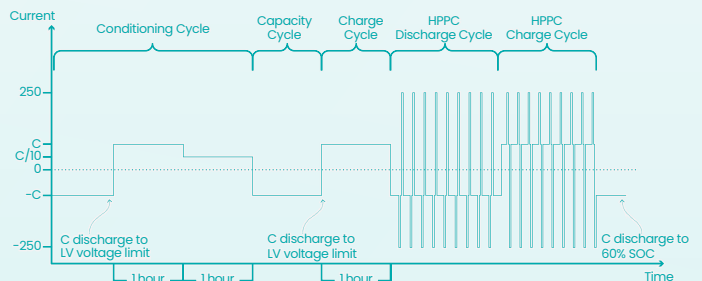 Current
Conditioning Cycle
Capacity
Cycle
Charge
Cycle
HPPC
Discharge Cycle
HPPC
Charge Cycle
250
C
C/10
0
-C
-250
C discharge to
LV voltage limit
C discharge to
LV voltage limit
C discharge to
60% SOC
1 hour
1 hour
1 hour
Time